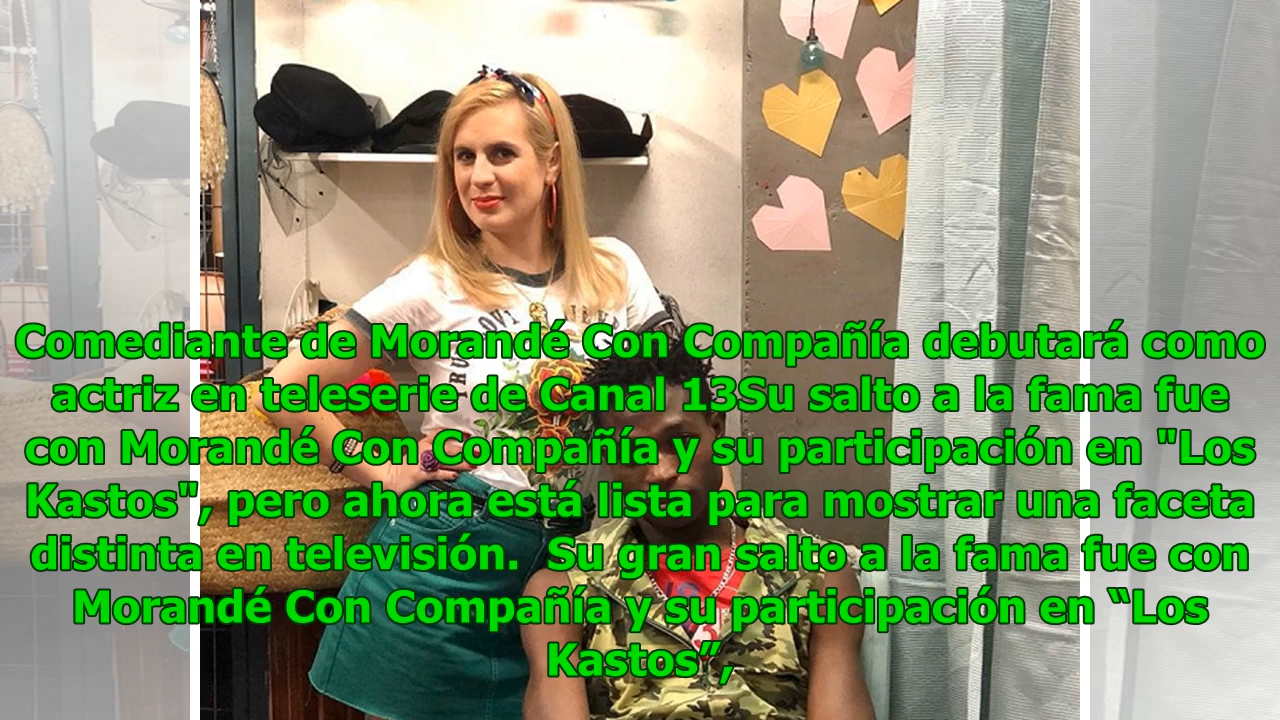 Comediante de Morandé Con Compañía debutará como
actriz en teleserie de Canal 13Su salto a la fama fue
con Morandé Con Compañía y su participación en "Los
Kastos", pero ahora está lista para mostrar una faceta
distinta en televisión.  Su gran salto a la fama fue con
Morandé Con Compañía y su participación en “Los
Kastos”,